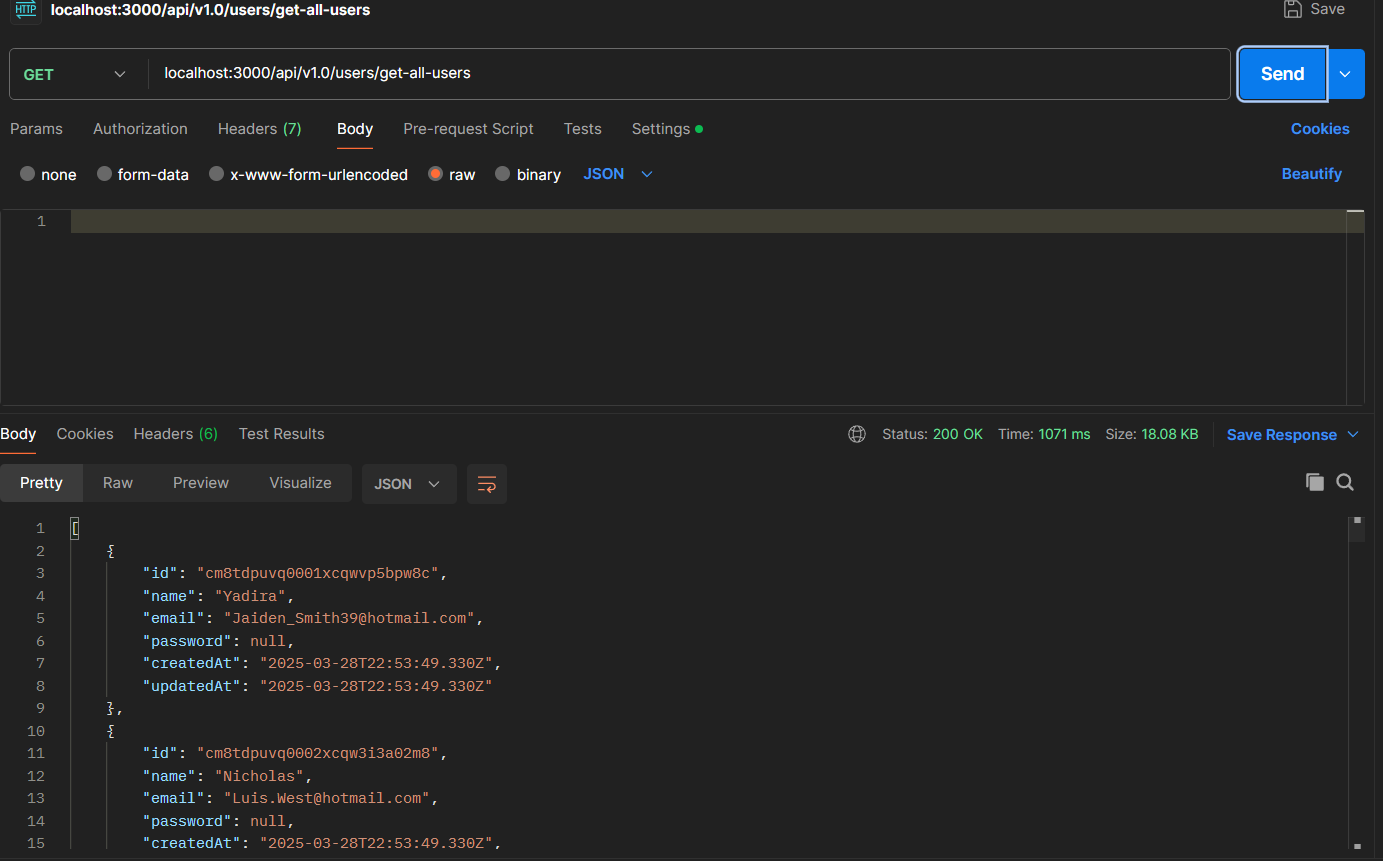 HTTP localhost:3000/api/v1.0/users/get-all-users Save
GET localhost:3000/api/v1.0/users/get-all-users Send
Params Authorization Headers (7) Body Pre-request Script Tests Settings Cookies
none form-data x-www-form-urlencoded raw binary JSON Beautify
1
Body Cookies Headers (6) Test Results Status: 200 OK Time: 1071 ms Size: 18.08 KB Save Response
Pretty Raw Preview Visualize JSON
1 [
2 {
3 "id": "cm8tdpuvq0001xcqwvp5bpw8c",
4 "name": "Yadira",
5 "email": "Jaiden_Smith39@hotmail.com",
6 "password": null,
7 "createdAt": "2025-03-28T22:53:49.330Z",
8 "updatedAt": "2025-03-28T22:53:49.330Z"
9 },
10 {
11 "id": "cm8tdpuvq0002xcqw3i3a02m8",
12 "name": "Nicholas",
13 "email": "Luis.West@hotmail.com",
14 "password": null,
15 "createdAt": "2025-03-28T22:53:49.330Z",